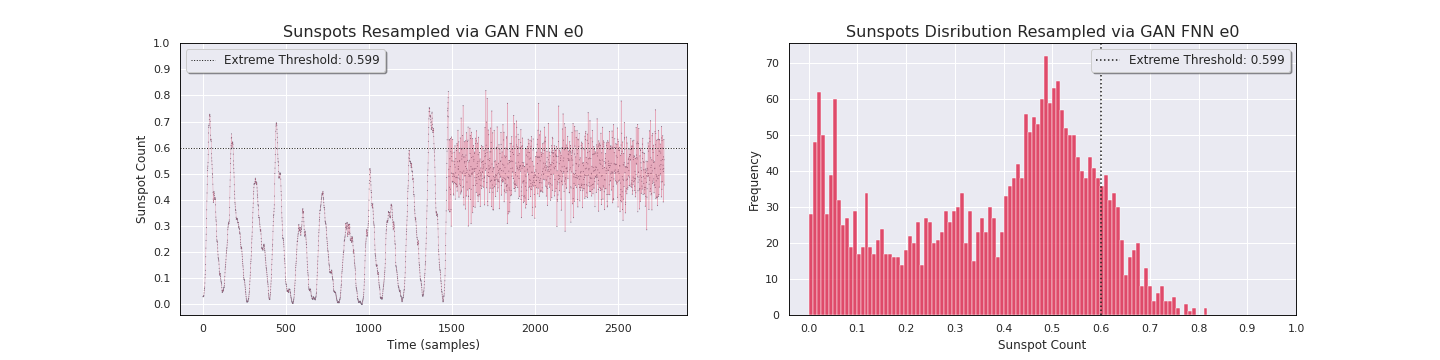 Sunspots Resampled via GAN FNN e0
Extreme Threshold: 0.599
1.0
0.9
0.8
0.7
0.6
0.5
0.4
0.3
0.2
0.1
0.0
Sunspot Count
0 500 1000 1500 2000 2500
Time (samples)
Sunspots Disribution Resampled via GAN FNN e0
Extreme Threshold: 0.599
70
60
50
40
30
20
10
0
Frequency
0.0 0.1 0.2 0.3 0.4 0.5 0.6 0.7 0.8 0.9 1.0
Sunspot Count